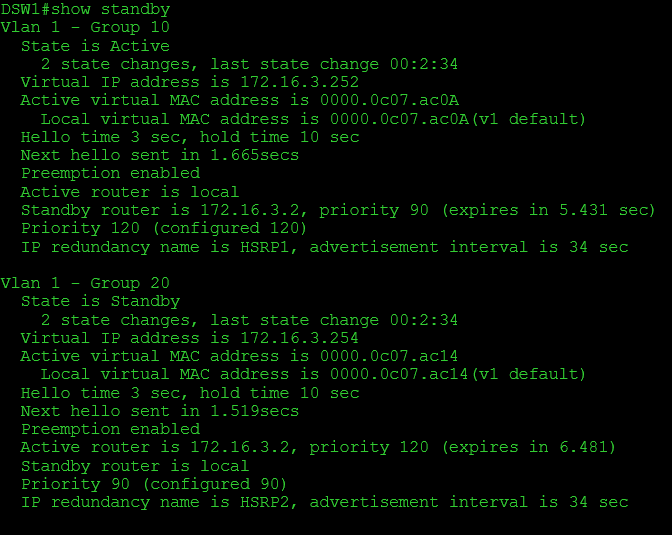 DSW1#show standby
Vlan 1 - Group 10
State is Active
2 state changes, last state change 00:2:34
Virtual IP address is 172.16.3.252
Active virtual MAC address is 0000.0c07.ac0A
Local virtual MAC address is 0000.0c07.ac0A(v1 default)
Hello time 3 sec, hold time 10 sec
Next hello sent in 1.665secs
Preemption enabled
Active router is local
Standby router is 172.16.3.2, priority 90 (expires in 5.431 sec)
Priority 120 (configured 120)
IP redundancy name is HSRP1, advertisement interval is 34 sec
Vlan 1 - Group 20
State is Standby
2 state changes, last state change 00:2:34
Virtual IP address is 172.16.3.254
Active virtual MAC address is 0000.0c07.ac14
Local virtual MAC address is 0000.0c07.ac14(v1 default)
Hello time 3 sec, hold time 10 sec
Next hello sent in 1.519secs
Preemption enabled
Active router is 172.16.3.2, priority 120 (expires in 6.481)
Standby router is local
Priority 90 (configured 90)
IP redundancy name is HSRP2, advertisement interval is 34 sec